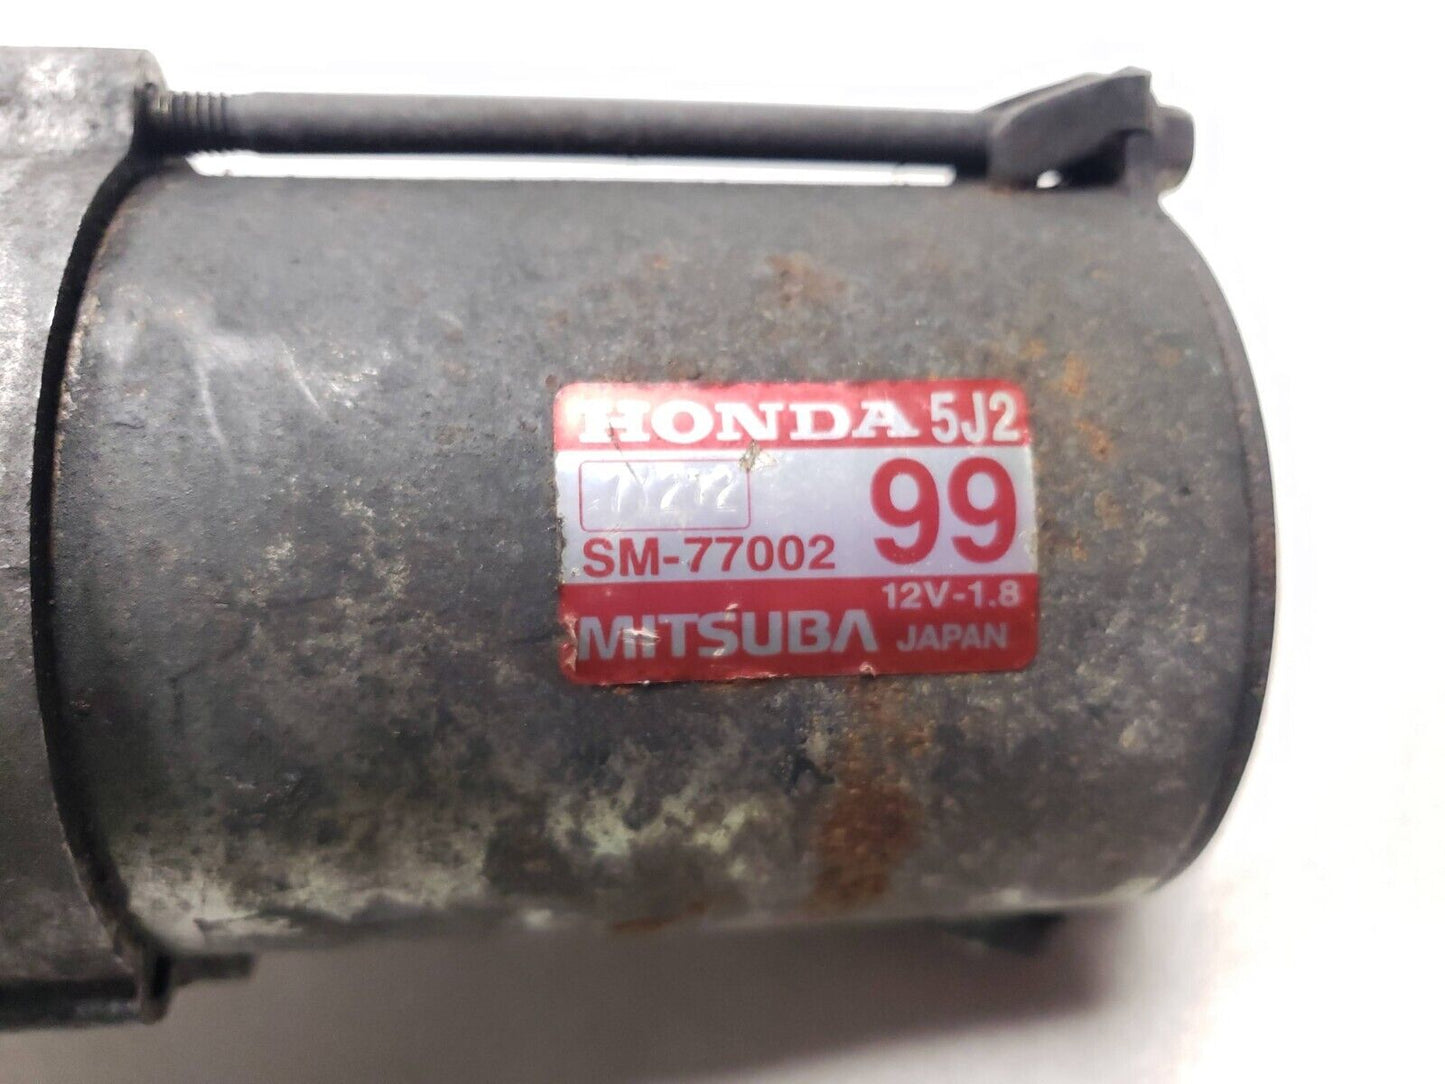 HONDA 5J2
99
SM-77002
12V-1.8
MITSUBA JAPAN